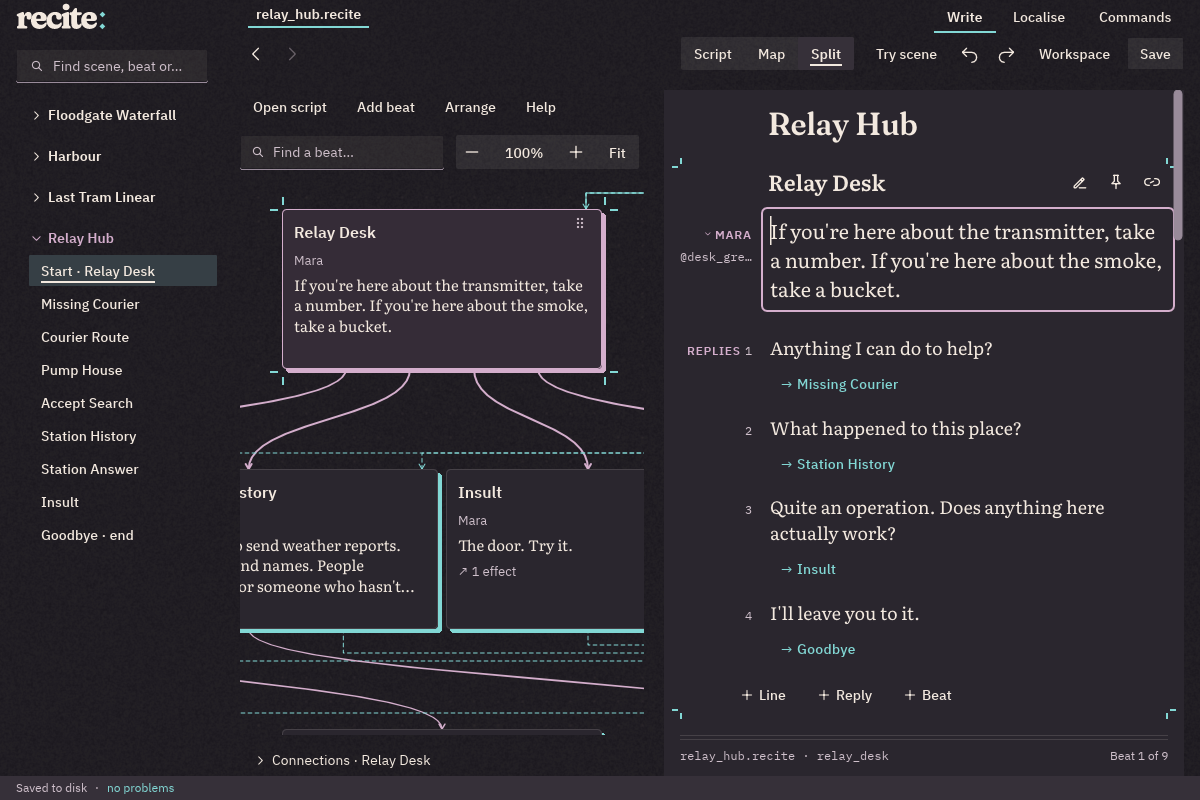 recite:
Find scene, beat or...
Floodgate Waterfall
Harbour
Last Tram Linear
Relay Hub
Start · Relay Desk
Missing Courier
Courier Route
Pump House
Accept Search
Station History
Station Answer
Insult
Goodbye · end
relay_hub.recite
Write Localise Commands
Script Map Split Try scene Workspace Save
Open script Add beat Arrange Help
Find a beat...
100% Fit
Relay Desk
Mara
If you're here about the transmitter, take
a number. If you're here about the smoke,
take a bucket.
story
send weather reports.
nd names. People
or someone who hasn't…
Insult
Mara
The door. Try it.
↗ 1 effect
Connections · Relay Desk
Relay Hub
Relay Desk
MARA
@desk_gre…
If you're here about the transmitter, take
a number. If you're here about the smoke,
take a bucket.
REPLIES 1 Anything I can do to help?
→ Missing Courier
2 What happened to this place?
→ Station History
3 Quite an operation. Does anything here
actually work?
→ Insult
4 I'll leave you to it.
→ Goodbye
+ Line + Reply + Beat
relay_hub.recite · relay_desk Beat 1 of 9
Saved to disk · no problems